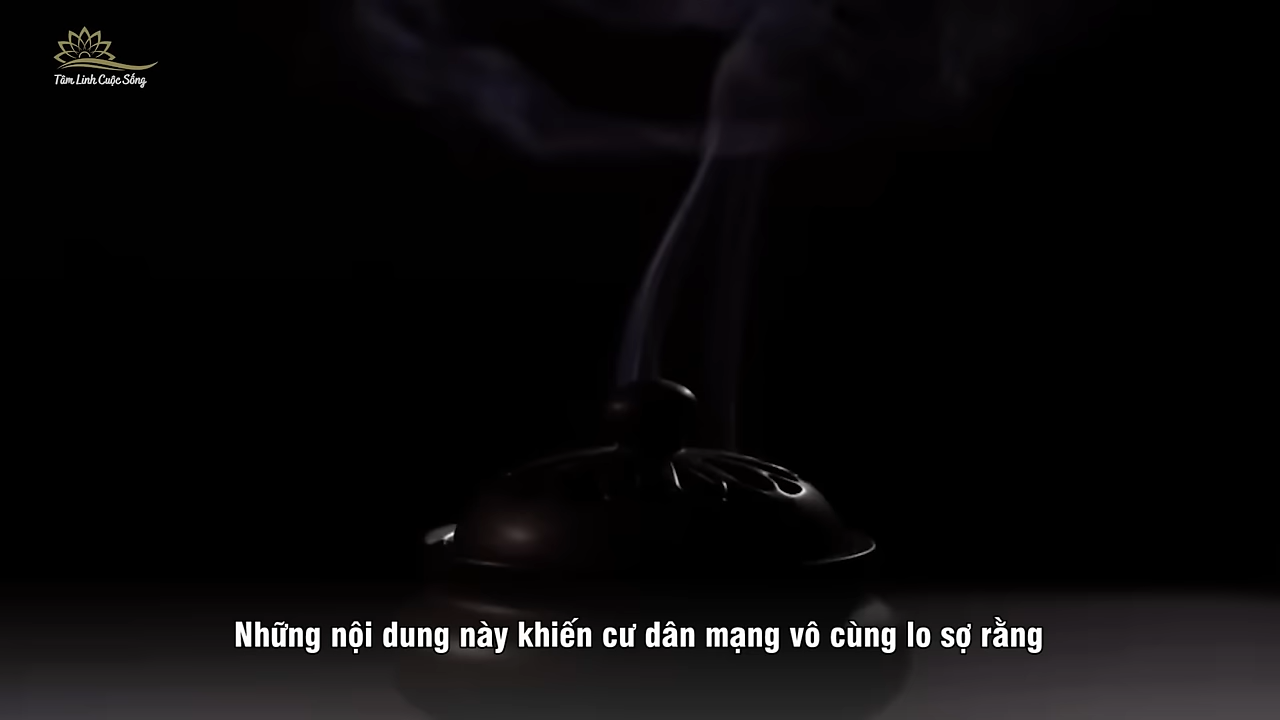 Tâm Linh Cuộc Sống
Những nội dung này khiến cư dân mạng vô cùng lo sợ rằng